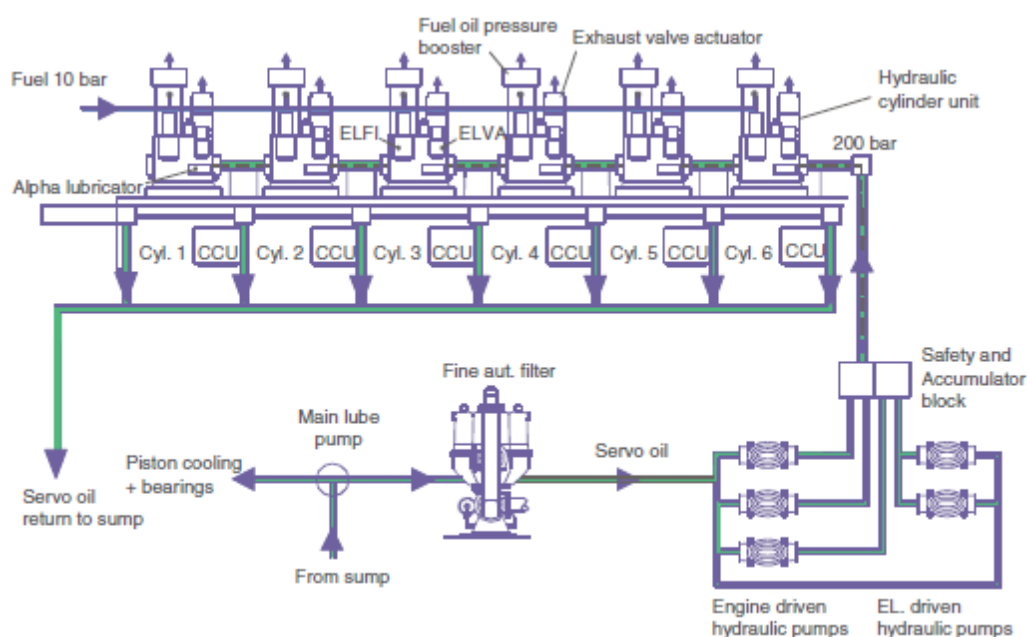 Fuel oil pressure
booster
Exhaust valve actuator
Fuel 10 bar
Hydraulic
cylinder unit
ELFI
ELVA
200 bar
Alpha lubricator
Cyl. 1
CCU
Cyl. 2
CCU
Cyl. 3
CCU
Cyl. 4
CCU
Cyl. 5
CCU
Cyl. 6
CCU
Safety and
Accumulator
block
Fine aut. filter
Main lube
pump
Servo oil
Piston cooling
+ bearings
Servo oil
return to sump
From sump
Engine driven
hydraulic pumps
EL. driven
hydraulic pumps